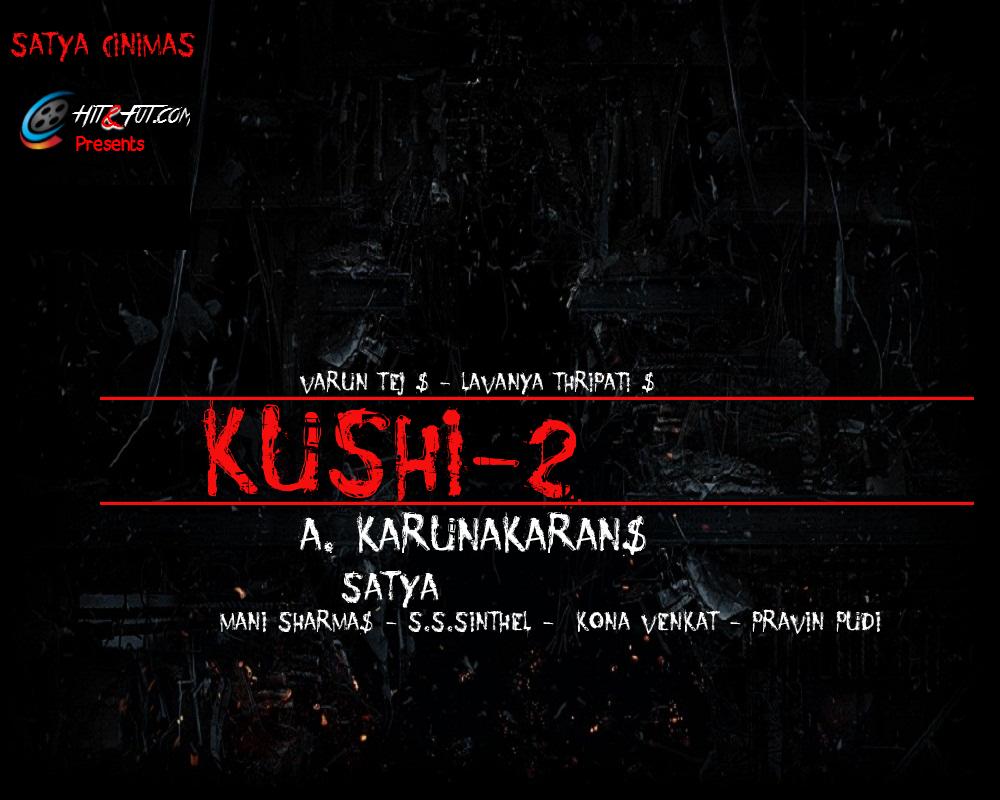 SATYA CINIMAS
HIT&FUT.COM
Presents
VARUN TEJ $ - LAVANYA THRIPATI $
KUSHI-2
A. KARUNAKARAN$
SATYA
MANI SHARMA$ - S.S.SINTHEL - KONA VENKAT - PRAVIN PUDI